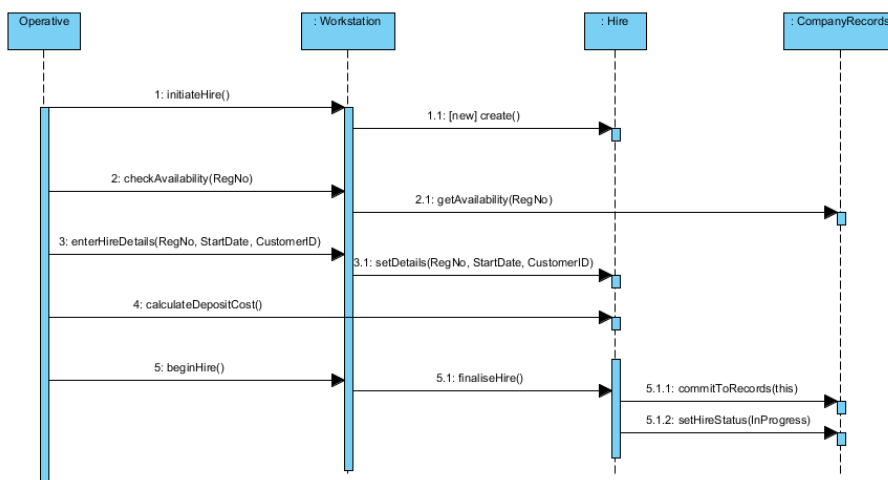 Operative
: Workstation
: Hire
: CompanyRecords
1: initiateHire()
1.1: [new] create()
2: checkAvailability(RegNo)
2.1: getAvailability(RegNo)
3: enterHireDetails(RegNo, StartDate, CustomerID)
3.1: setDetails(RegNo, StartDate, CustomerID)
4: calculateDepositCost()
5: beginHire()
5.1: finaliseHire()
5.1.1: commitToRecords(this)
5.1.2: setHireStatus(InProgress)